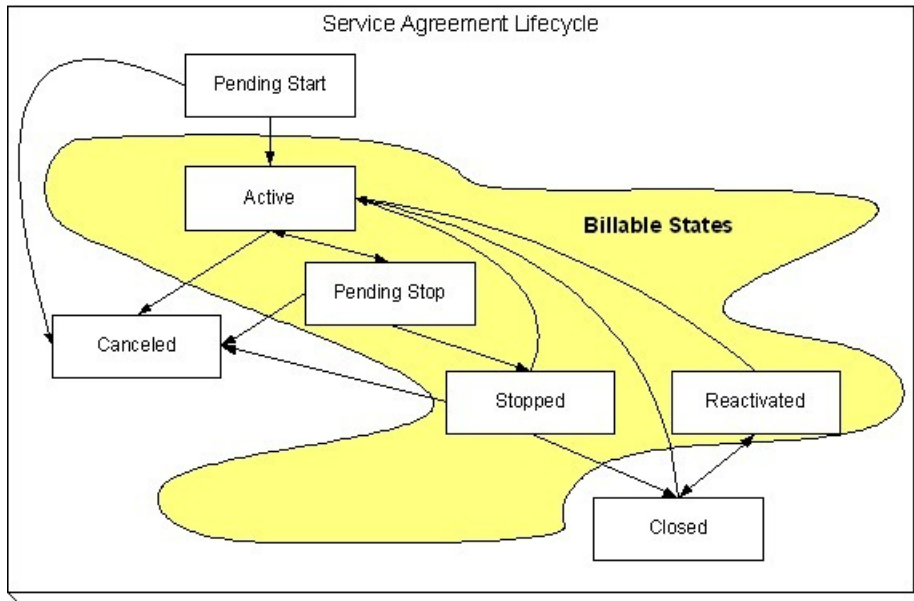 Service Agreement Lifecycle
Pending Start
Active
Billable States
Pending Stop
Canceled
Stopped
Reactivated
Closed